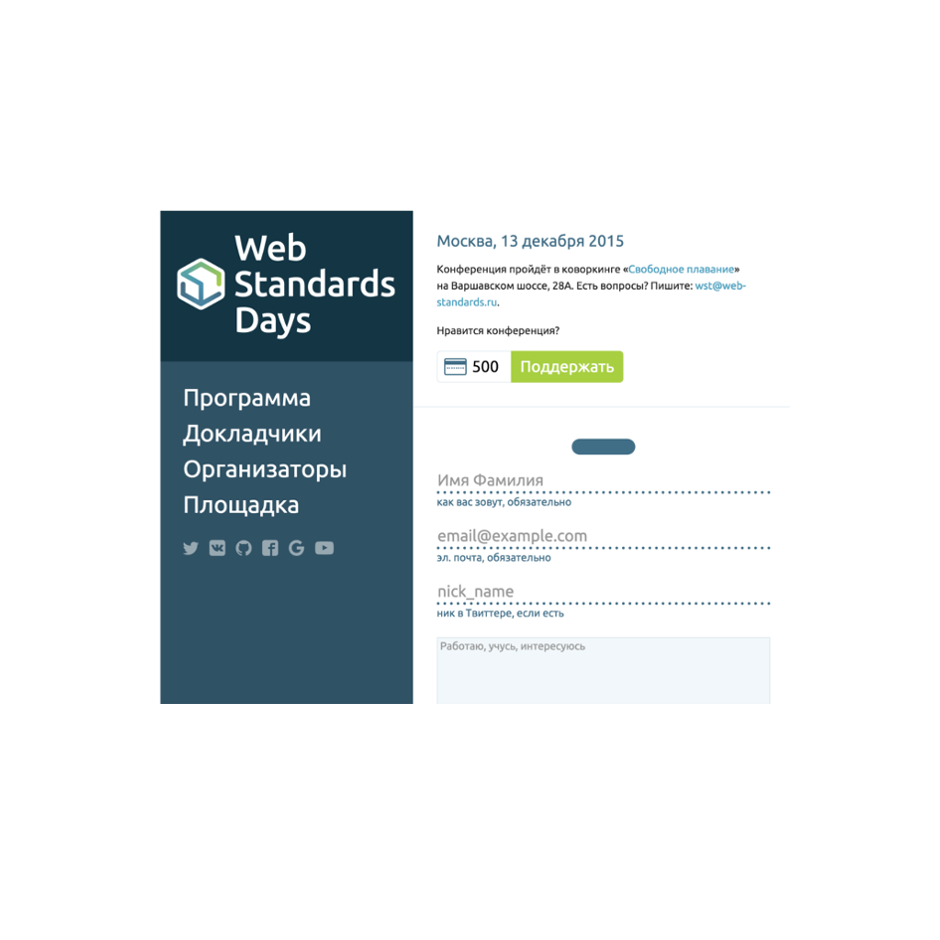 Web
Standards
Days
Программа
Докладчики
Организаторы
Площадка
Москва, 13 декабря 2015
Конференция пройдёт в коворкинге «Свободное плавание»
на Варшавском шоссе, 28А. Есть вопросы? Пишите: wst@web-
standards.ru.
Нравится конференция?
500 Поддержать
Имя Фамилия
как вас зовут, обязательно
email@example.com
эл. почта, обязательно
nick_name
ник в Твиттере, если есть
Работаю, учусь, интересуюсь